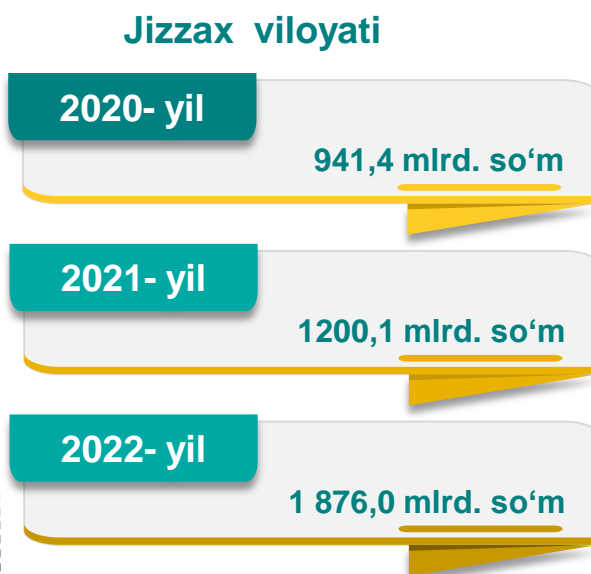 Jizzax viloyati
2020- yil
941,4 mlrd. so‘m
2021- yil
1200,1 mlrd. so‘m
2022- yil
1 876,0 mlrd. so‘m